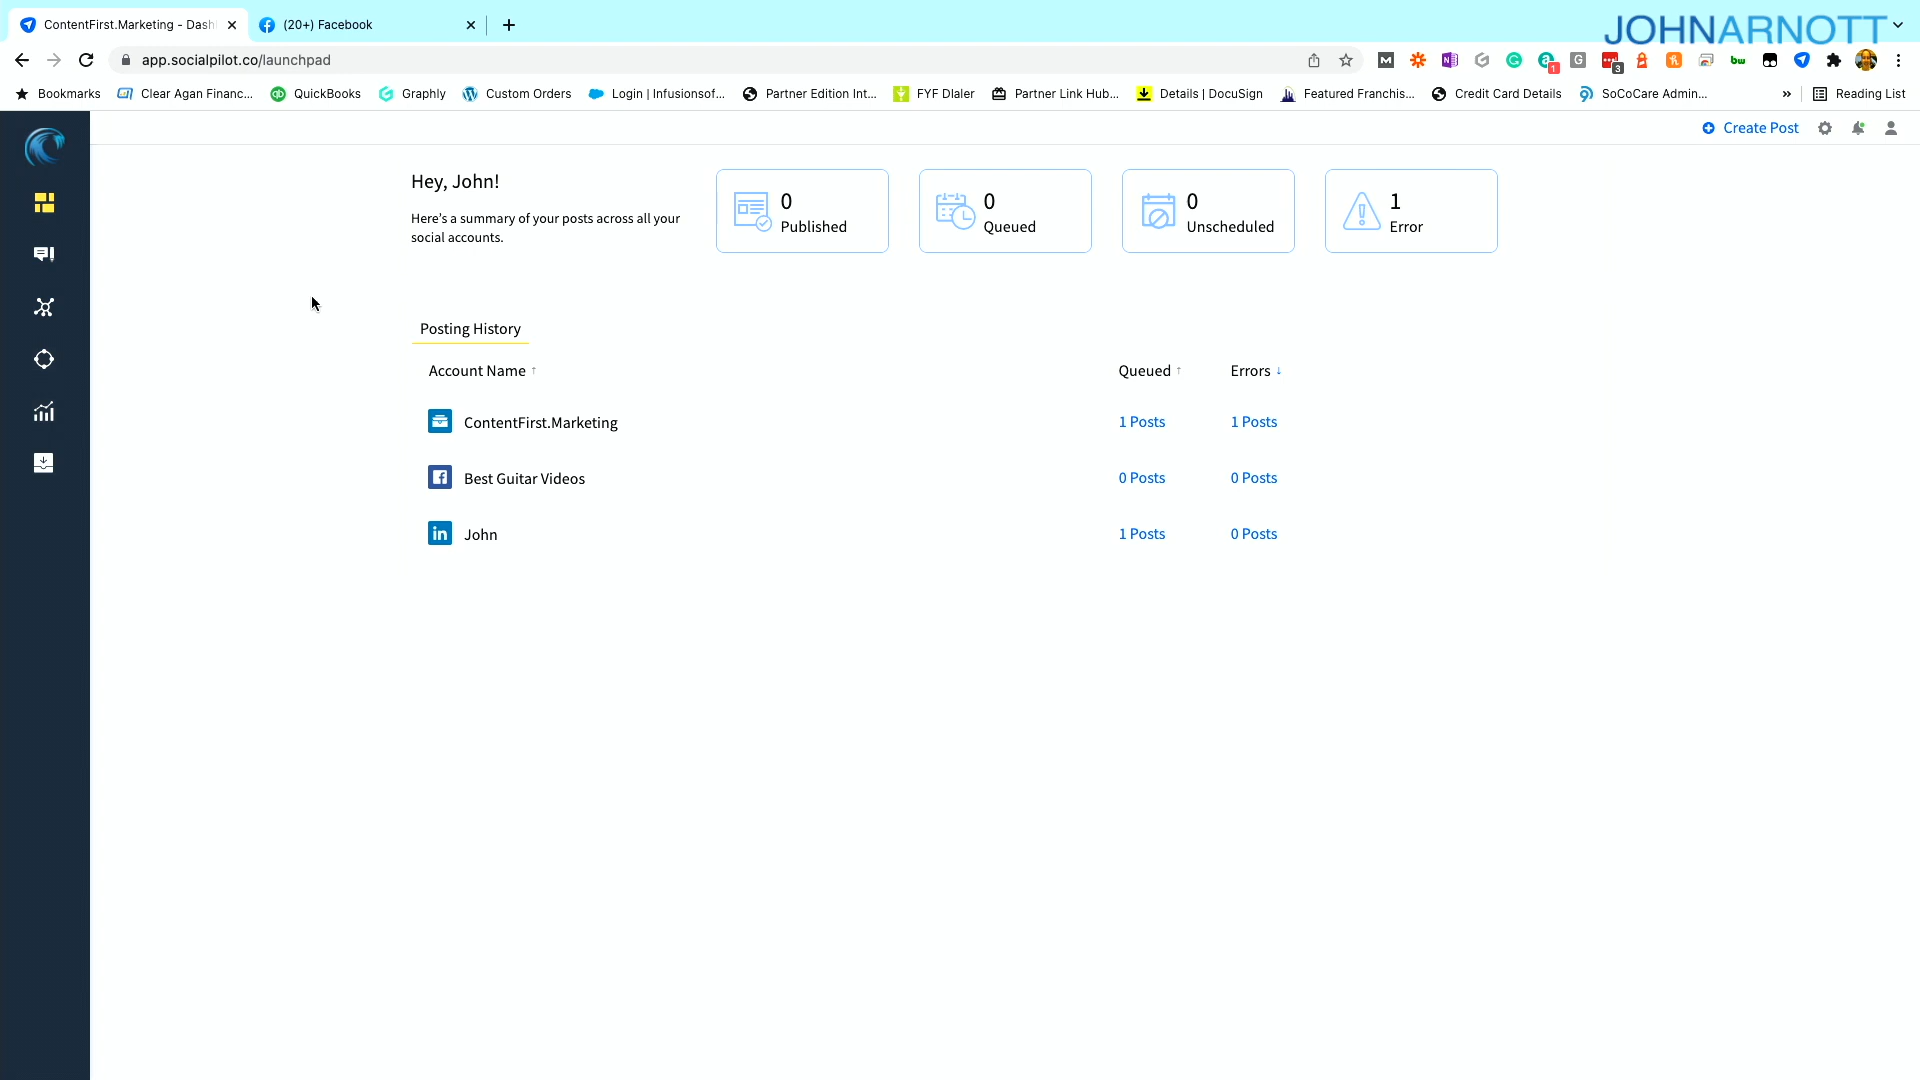 ContentFirst.Marketing - Dash
(20+) Facebook
JOHNARNOTT
app.socialpilot.co/launchpad
1
G
3
bw
Bookmarks
Clear Agan Financ...
QuickBooks
Graphly
Custom Orders
Login | Infusionsof...
Partner Edition Int...
FYF DIaler
Partner Link Hub...
Details | DocuSign
Featured Franchis...
Credit Card Details
SoCoCare Admin...
»
Reading List
Create Post
Hey, John!
Here's a summary of your posts across all your
social accounts.
0
Published
0
Queued
0
Unscheduled
1
Error
Posting History
Account Name ↑
Queued ↑
Errors ↓
ContentFirst.Marketing
1 Posts
1 Posts
Best Guitar Videos
0 Posts
0 Posts
in
John
1 Posts
0 Posts